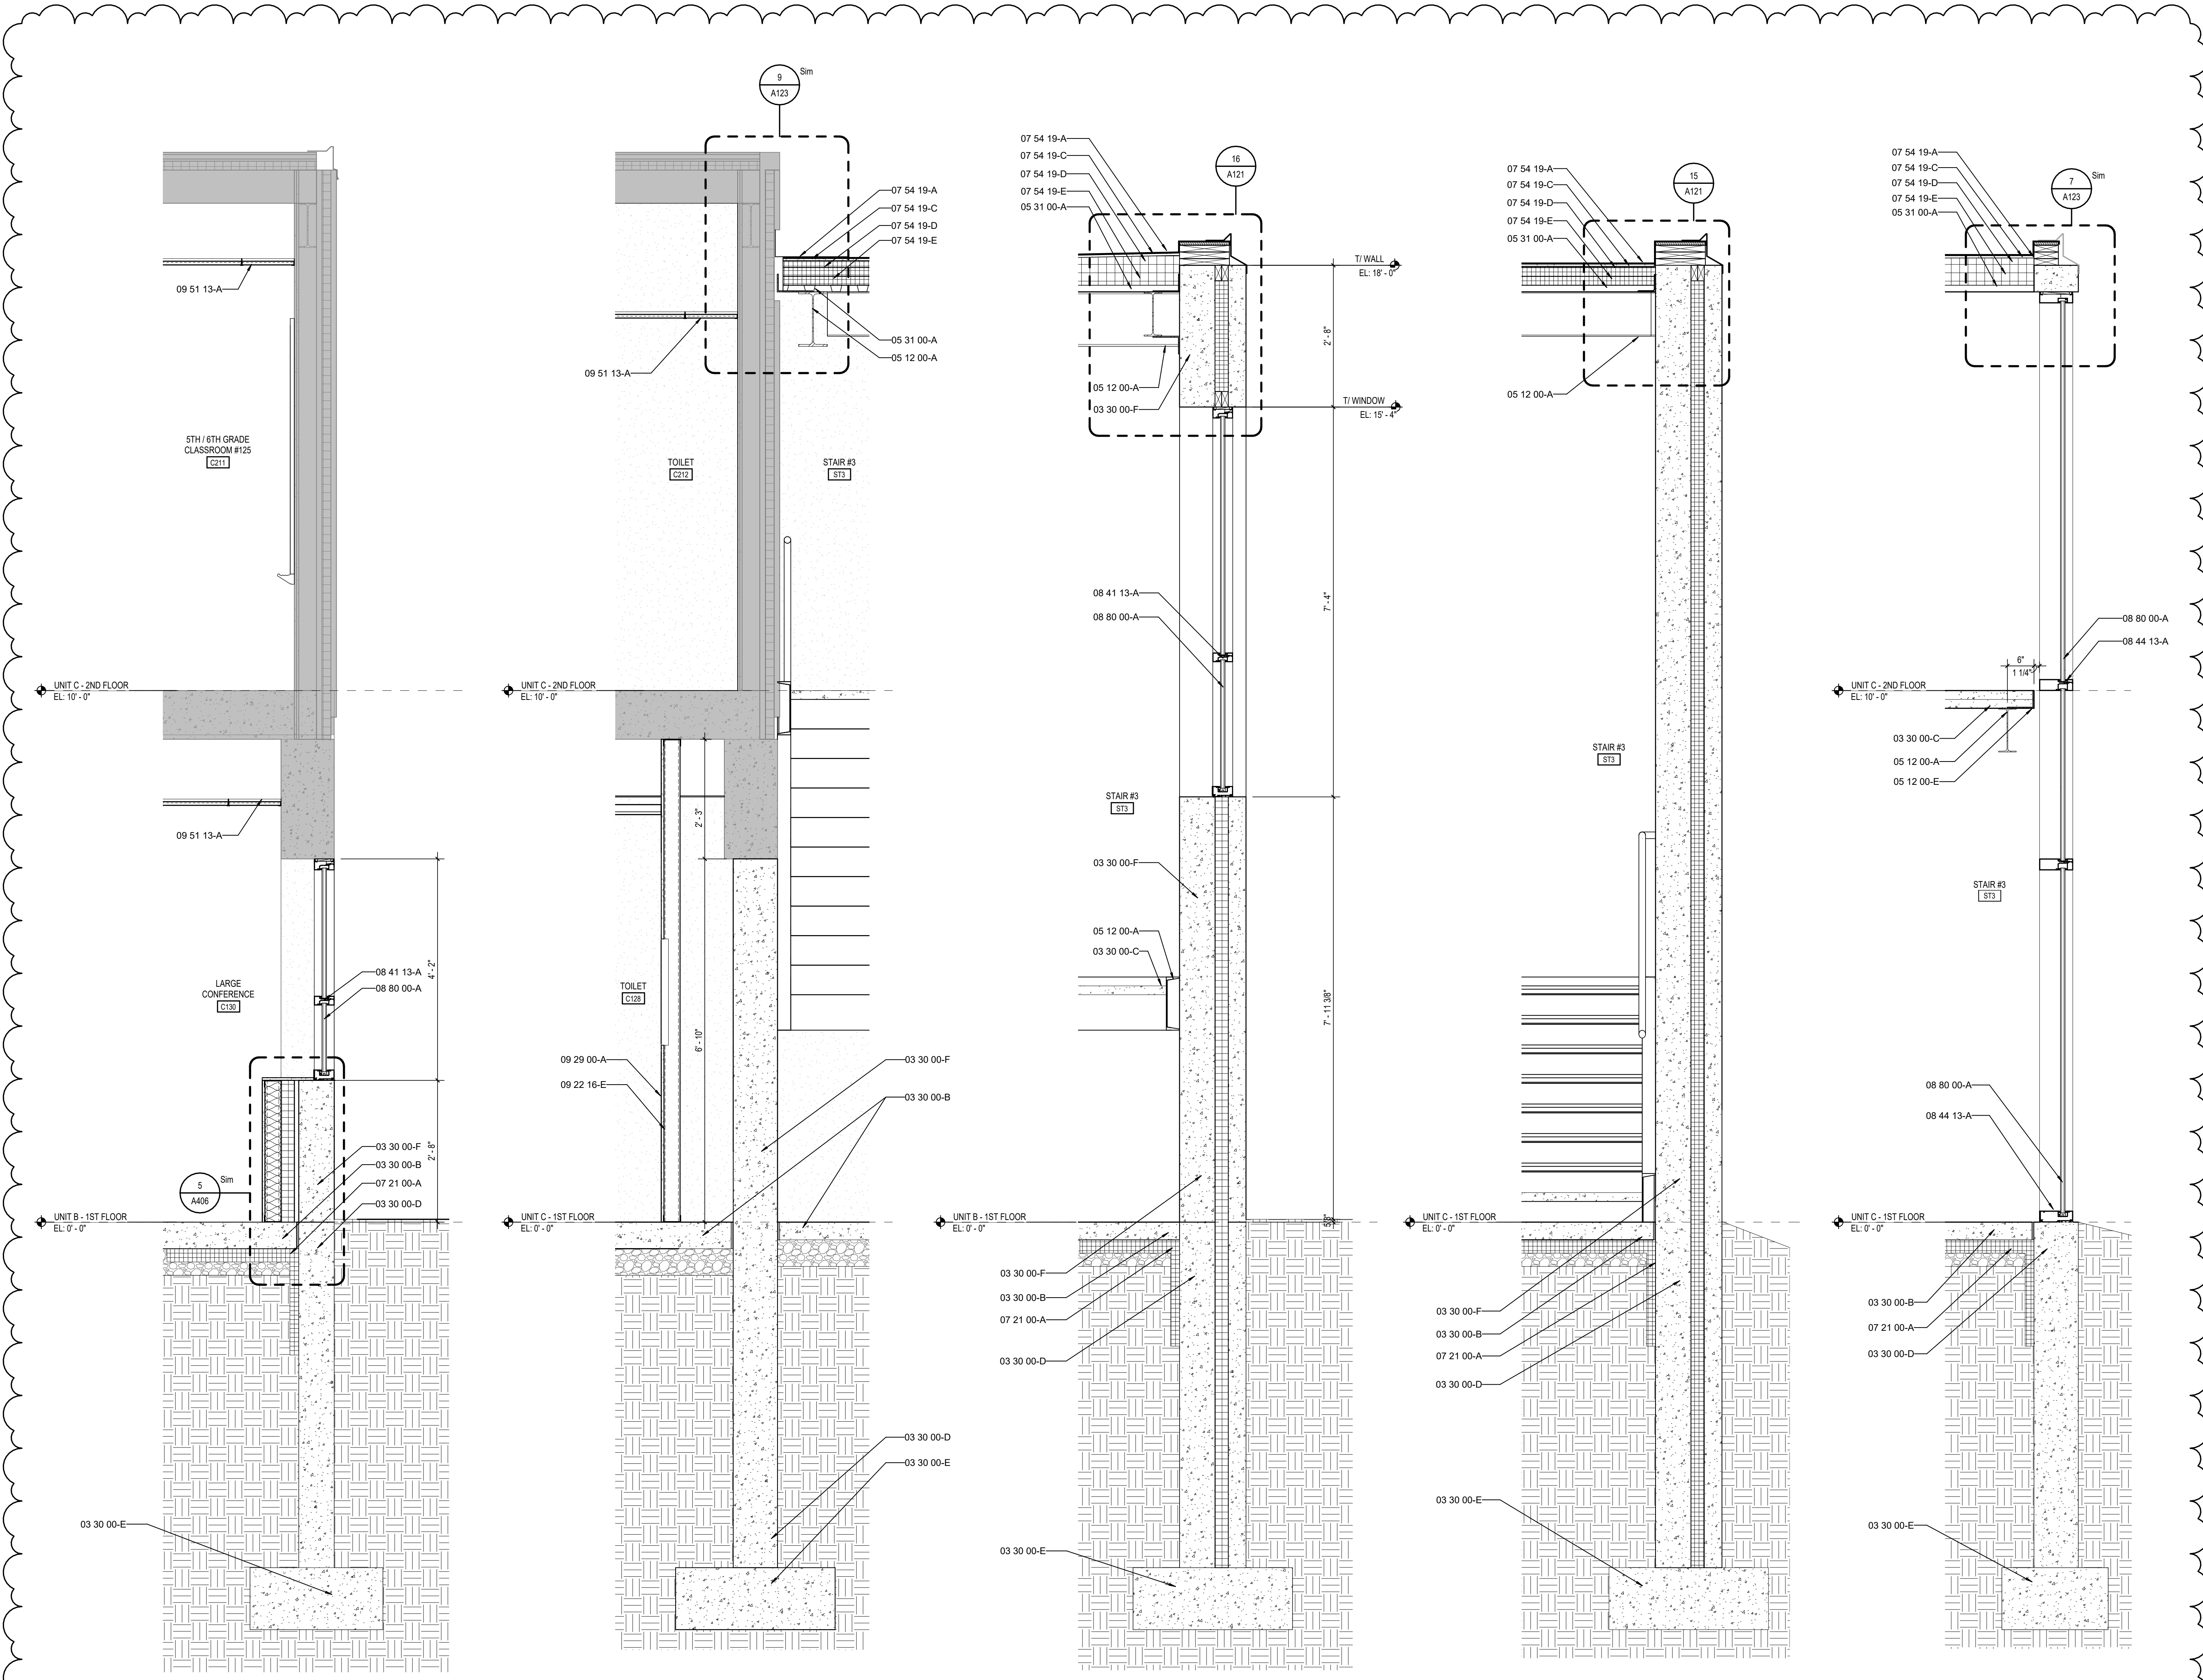 9
A123
Sim
09 51 13-A
5TH / 6TH GRADE
CLASSROOM #125
C211
UNIT C - 2ND FLOOR
EL: 10' - 0"
09 51 13-A
LARGE
CONFERENCE
C130
08 41 13-A
08 80 00-A
4' - 2"
2' - 8"
5
A406
Sim
03 30 00-F
03 30 00-B
07 21 00-A
03 30 00-D
UNIT B - 1ST FLOOR
EL: 0' - 0"
03 30 00-E
07 54 19-A
07 54 19-C
07 54 19-D
07 54 19-E
05 31 00-A
05 12 00-A
09 51 13-A
TOILET
C212
STAIR #3
ST3
UNIT C - 2ND FLOOR
EL: 10' - 0"
2' - 3"
6' - 10"
TOILET
C128
09 29 00-A
09 22 16-E
03 30 00-F
03 30 00-B
UNIT C - 1ST FLOOR
EL: 0' - 0"
03 30 00-D
03 30 00-E
07 54 19-A
07 54 19-C
07 54 19-D
07 54 19-E
05 31 00-A
16
A121
T/ WALL
EL: 18' - 0"
2' - 8"
05 12 00-A
03 30 00-F
T/ WINDOW
EL: 15' - 4"
08 41 13-A
08 80 00-A
7' - 4"
STAIR #3
ST3
03 30 00-F
05 12 00-A
03 30 00-C
7' - 11 3/8"
5/8"
UNIT B - 1ST FLOOR
EL: 0' - 0"
03 30 00-F
03 30 00-B
07 21 00-A
03 30 00-D
03 30 00-E
07 54 19-A
07 54 19-C
07 54 19-D
07 54 19-E
05 31 00-A
15
A121
05 12 00-A
STAIR #3
ST3
UNIT C - 1ST FLOOR
EL: 0' - 0"
03 30 00-F
03 30 00-B
07 21 00-A
03 30 00-D
03 30 00-E
07 54 19-A
07 54 19-C
07 54 19-D
07 54 19-E
05 31 00-A
7
A123
Sim
08 80 00-A
08 44 13-A
6"
1 1/4"
UNIT C - 2ND FLOOR
EL: 10' - 0"
03 30 00-C
05 12 00-A
05 12 00-E
STAIR #3
ST3
08 80 00-A
08 44 13-A
UNIT C - 1ST FLOOR
EL: 0' - 0"
03 30 00-B
07 21 00-A
03 30 00-D
03 30 00-E